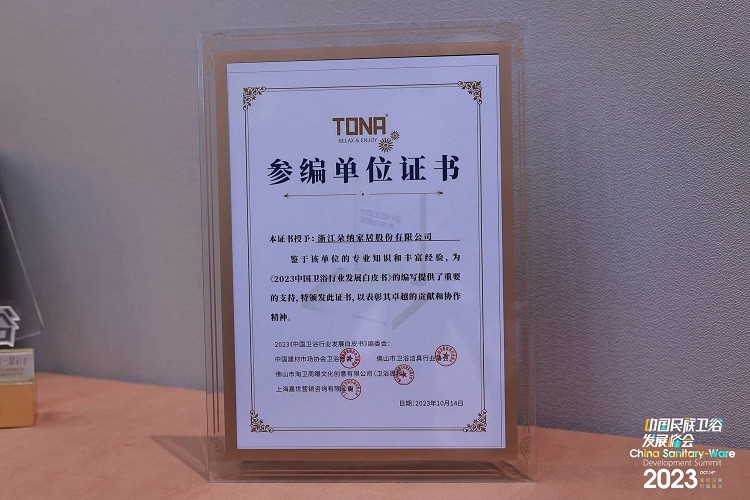 TONA
RELAX & ENJOY
参编单位证书
本证书授予：浙江朵纳家居股份有限公司
鉴于该单位的专业知识和丰富经验，为
《2023中国卫浴行业发展白皮书》的编写提供了重要
的支持，特颁发此证书，以表彰其卓越的贡献和协作
精神。
2023《中国卫浴行业发展白皮书》组委会：
中国建材市场协会卫浴 佛山市卫浴洁具行业协会
佛山市淘卫周曝文化创意有限公司（卫浴圈
上海嘉世营销咨询有限
日期：2023年10月14日
中国民族卫浴
发展峰会
China Sanitary-Ware
Development Summit
2023
OCT.14th